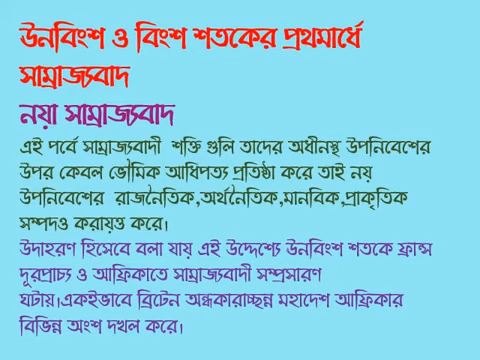 ঊনবিংশ ও বিংশ শতকের প্রথমার্ধে
সাম্রাজ্যবাদ
নয়া সাম্রাজ্যবাদ
এই পর্বে সাম্রাজ্যবাদী শক্তি গুলি তাদের অধীনস্থ উপনিবেশের
উপর কেবল ভৌমিক আধিপত্য প্রতিষ্ঠা করে তাই নয়
উপনিবেশের রাজনৈতিক,অর্থনৈতিক,মানবিক,প্রাকৃতিক
সম্পদও করায়ত্ত করে।
উদাহরণ হিসেবে বলা যায় এই উদ্দেশ্যে ঊনবিংশ শতকে ফ্রান্স
দূরপ্রাচ্য ও আফ্রিকাতে সাম্রাজ্যবাদী সম্প্রসারণ
ঘটায়।একইভাবে ব্রিটেন অন্ধকারাচ্ছন্ন মহাদেশ আফ্রিকার
বিভিন্ন অংশ দখল করে।